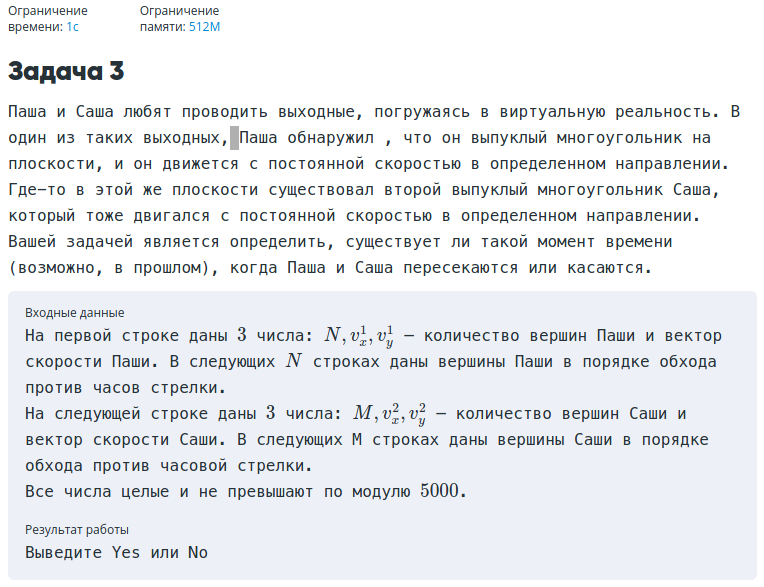 Ограничение
времени: 1с
Ограничение
памяти: 512M
Задача 3
Паша и Саша любят проводить выходные, погружаясь в виртуальную реальность. В
один из таких выходных, Паша обнаружил , что он выпуклый многоугольник на
плоскости, и он движется с постоянной скоростью в определенном направлении.
Где-то в этой же плоскости существовал второй выпуклый многоугольник Саша,
который тоже двигался с постоянной скоростью в определенном направлении.
Вашей задачей является определить, существует ли такой момент времени
(возможно, в прошлом), когда Паша и Саша пересекаются или касаются.
Входные данные
На первой строке даны 3 числа: $N, v_x^1, v_y^1$ — количество вершин Паши и вектор
скорости Паши. В следующих $N$ строках даны вершины Паши в порядке обхода
против часов стрелки.
На следующей строке даны 3 числа: $M, v_x^2, v_y^2$ — количество вершин Саши и
вектор скорости Саши. В следующих M строках даны вершины Саши в порядке
обхода против часовой стрелки.
Все числа целые и не превышают по модулю 5000.
Результат работы
Выведите Yes или No